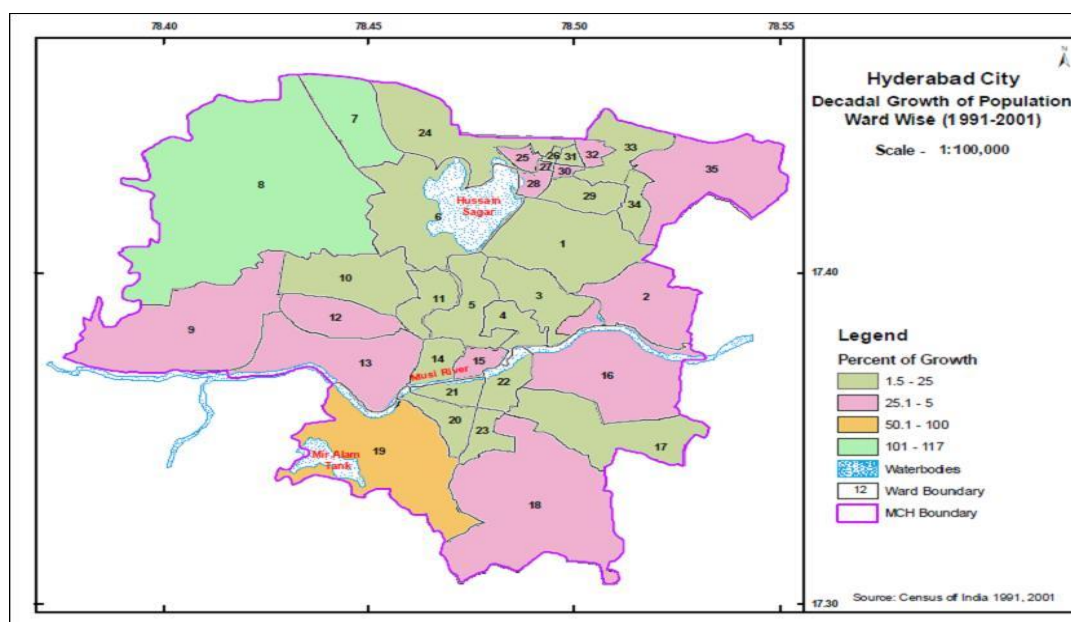 78.40 78.45 78.50 78.55
N
Hyderabad City
Decadal Growth of Population
Ward Wise (1991-2001)
Scale - 1:100,000
7
24
33
25
26
31
32
27
30
35
8
28
29
Hussain
Sagar
6
34
1
17.40
10
2
11
5
3
12
4
9
13
14
15
16
Musi River
22
21
20
23
17
19
Mir Alam
Tank
18
Legend
Percent of Growth
1.5 - 25
25.1 - 5
50.1 - 100
101 - 117
Waterbodies
12 Ward Boundary
MCH Boundary
Source: Census of India 1991, 2001
17.30